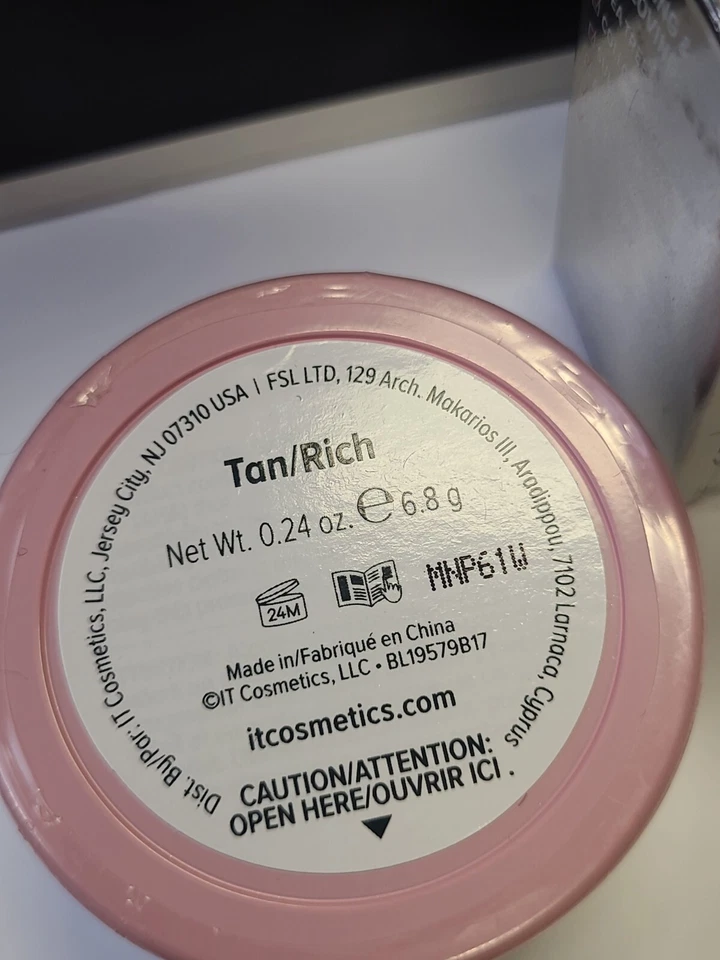 Dist. By/Par: IT Cosmetics, LLC, Jersey City, NJ 07310 USA | FSL LTD, 129 Arch. Makarios III, Aradippou, 7102 Larnaca, Cyprus
Tan/Rich
Net Wt. 0.24 oz. ℮ 6.8 g
24M
MNP61W
Made in/Fabriqué en China
©IT Cosmetics, LLC • BL19579B17
itcosmetics.com
CAUTION/ATTENTION:
OPEN HERE/OUVRIR ICI .